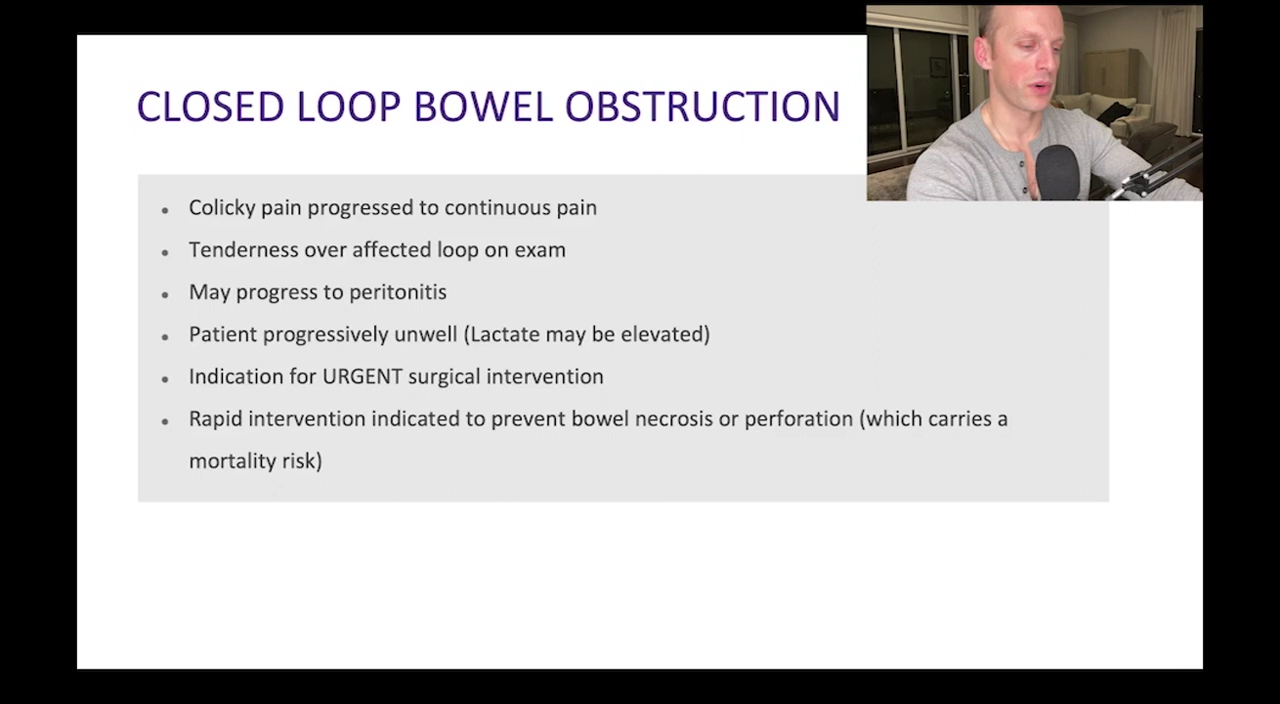 CLOSED LOOP BOWEL OBSTRUCTION
• Colicky pain progressed to continuous pain
• Tenderness over affected loop on exam
• May progress to peritonitis
• Patient progressively unwell (Lactate may be elevated)
• Indication for URGENT surgical intervention
• Rapid intervention indicated to prevent bowel necrosis or perforation (which carries a
mortality risk)